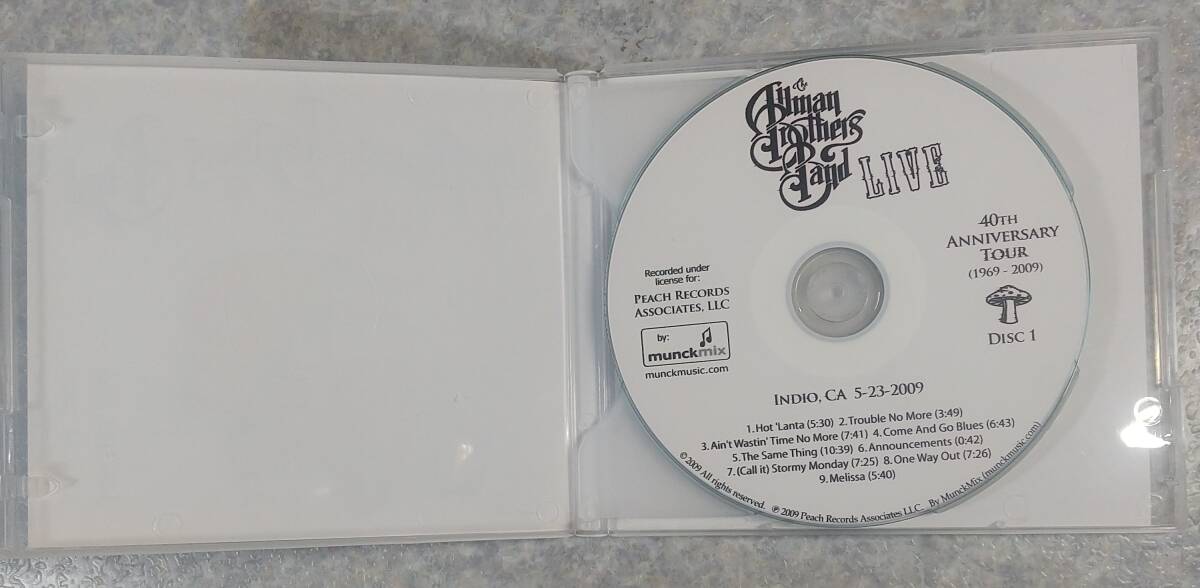 The
Allman
Brothers
Band LIVE
40TH
ANNIVERSARY
TOUR
(1969 - 2009)
DISC 1
Recorded under
license for:
PEACH RECORDS
ASSOCIATES, LLC
by:
munckmix
munckmusic.com
INDIO, CA 5-23-2009
1. Hot 'Lanta (5:30) 2. Trouble No More (3:49)
3. Ain't Wastin' Time No More (7:41) 4. Come And Go Blues (6:43)
5. The Same Thing (10:39) 6. Announcements (0:42)
7. (Call it) Stormy Monday (7:25) 8. One Way Out (7:26)
9. Melissa (5:40)
© 2009 All rights reserved. ℗ 2009 Peach Records Associates LLC. By MunckMix (munckmusic.com)